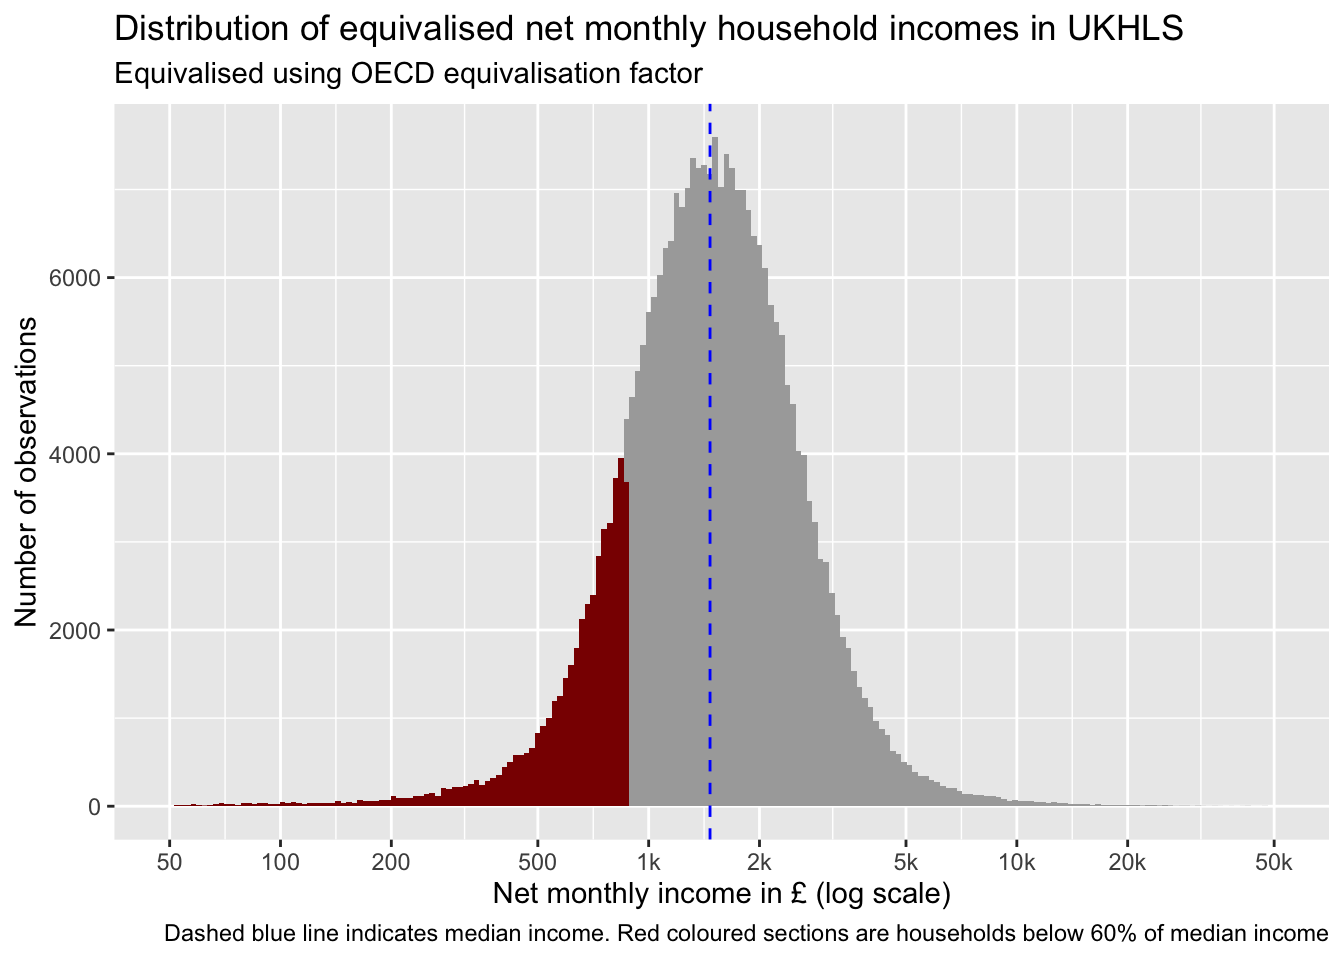 Distribution of equivalised net monthly household incomes in UKHLS
Equivalised using OECD equivalisation factor
Number of observations
6000
4000
2000
0
50 100 200 500 1k 2k 5k 10k 20k 50k
Net monthly income in £ (log scale)
Dashed blue line indicates median income. Red coloured sections are households below 60% of median income